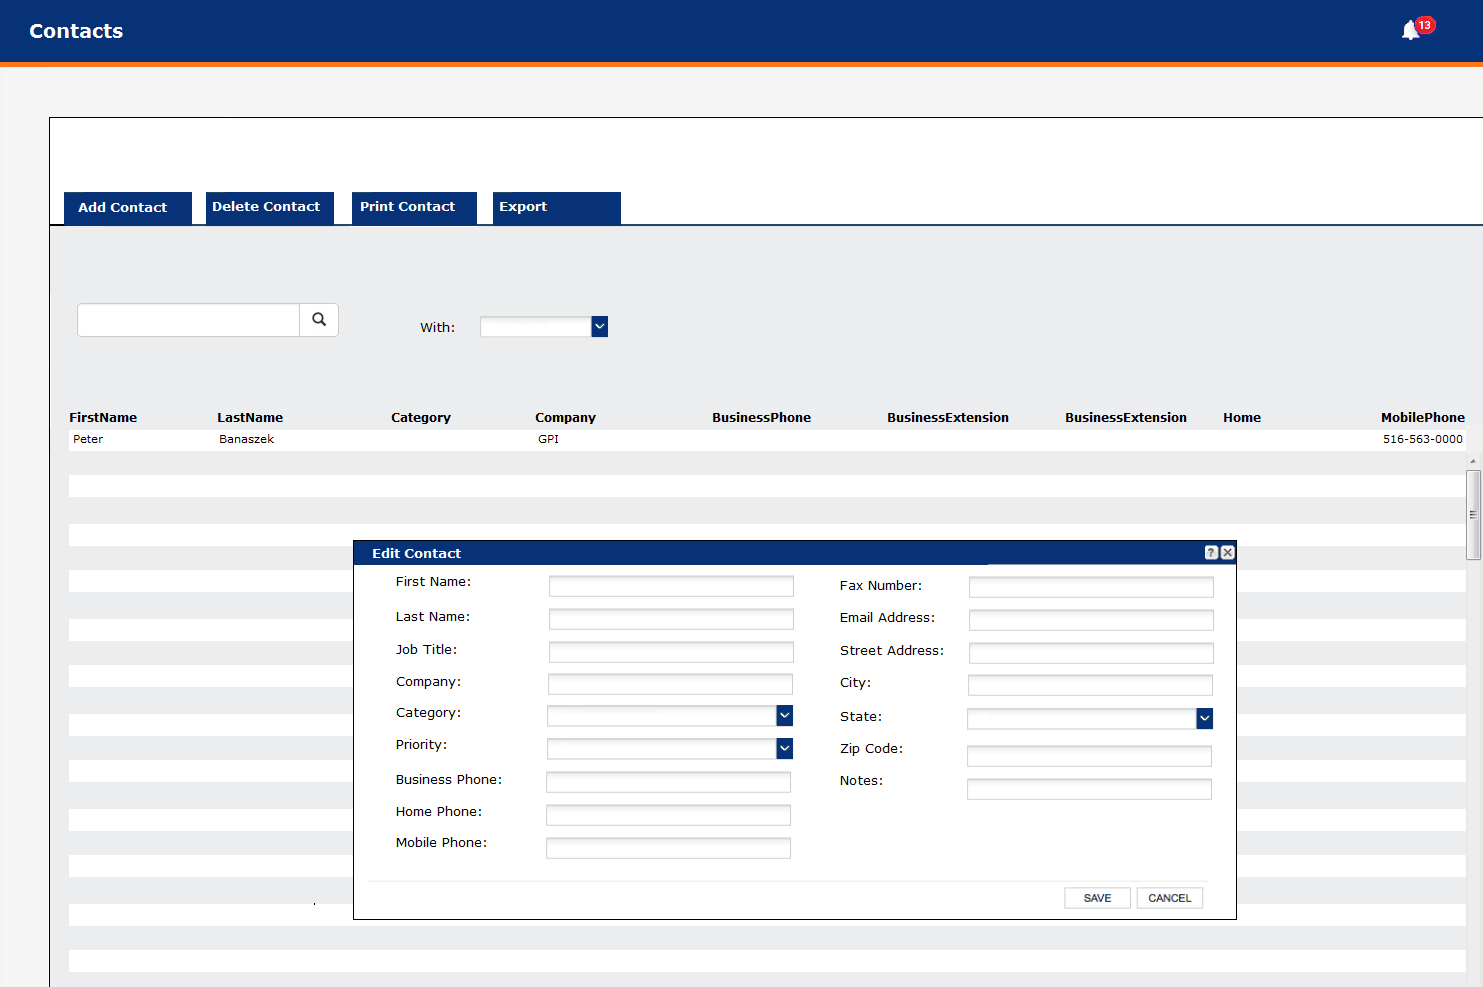 Contacts
13
Add Contact
Delete Contact
Print Contact
Export
With:
FirstName LastName Category Company BusinessPhone BusinessExtension BusinessExtension Home MobilePhone
Peter Banaszek GPI 516-563-0000
Edit Contact
?
First Name:
Last Name:
Job Title:
Company:
Category:
Priority:
Business Phone:
Home Phone:
Mobile Phone:
Fax Number:
Email Address:
Street Address:
City:
State:
Zip Code:
Notes:
SAVE
CANCEL